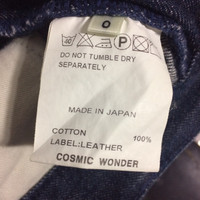 0
DO NOT TUMBLE DRY
SEPARATELY
MADE IN JAPAN
COTTON 100%
LABEL:LEATHER
COSMIC WONDER